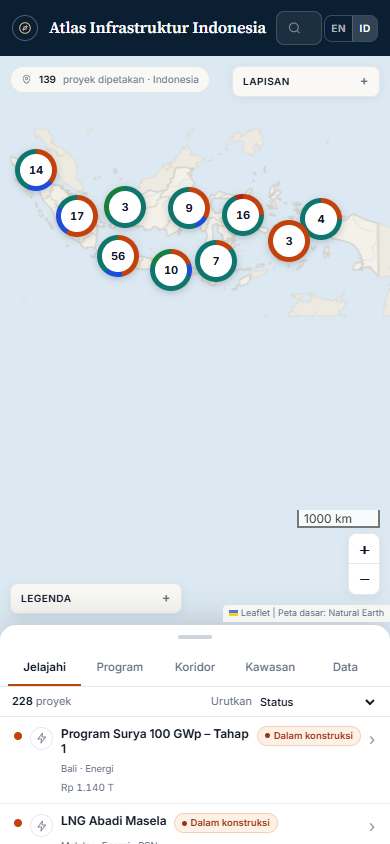 Atlas Infrastruktur Indonesia
EN ID
139 proyek dipetakan · Indonesia
LAPISAN +
14
17
3
9
16
4
3
56
10
7
1000 km
+
−
LEGENDA +
Leaflet | Peta dasar: Natural Earth
Jelajahi Program Koridor Kawasan Data
228 proyek Urutkan Status
Program Surya 100 GWp – Tahap Dalam konstruksi
1
Bali · Energi
Rp 1.140 T
LNG Abadi Masela Dalam konstruksi